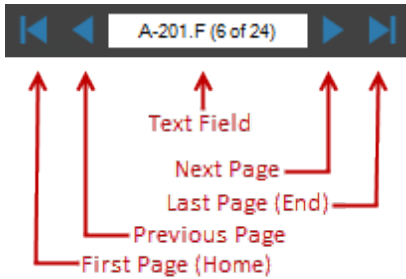 A-201.F (6 of 24)
Text Field
Next Page
Last Page (End)
Previous Page
First Page (Home)